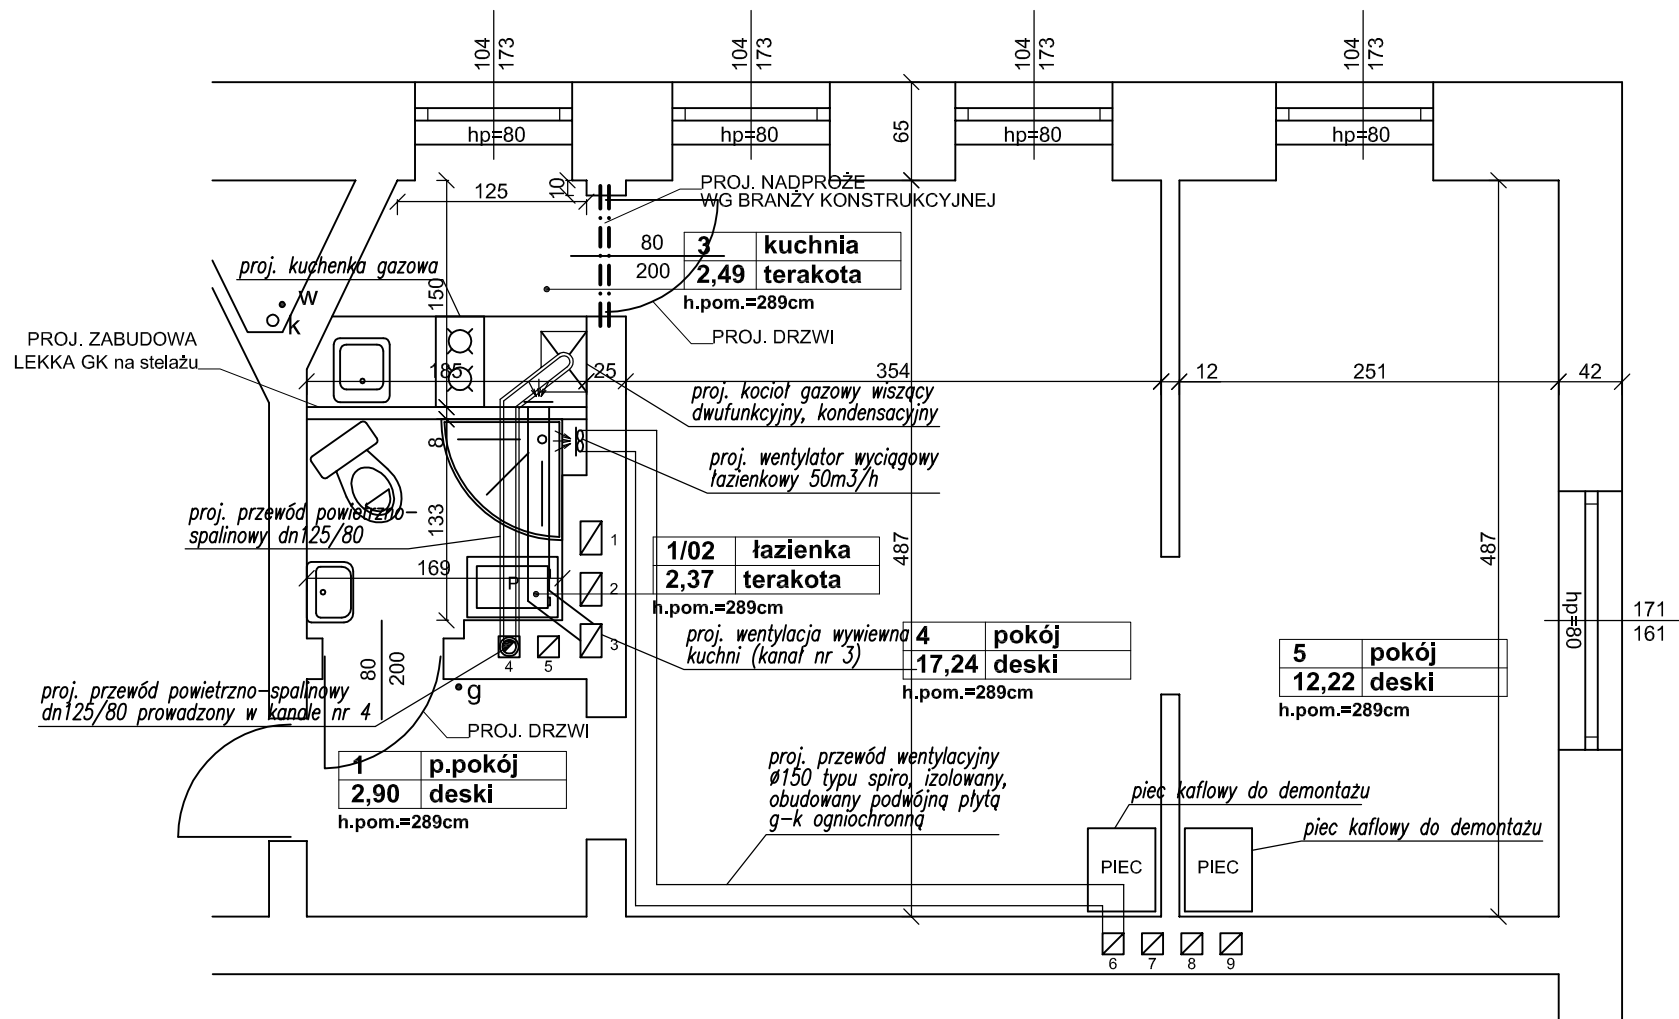 104
173
104
173
104
173
104
173
hp=80
hp=80
hp=80
hp=80
65
125
10
PROJ. NADPROŻE
WG BRANŻY KONSTRUKCYJNEJ
80
200
3 kuchnia
2,49 terakota
h.pom.=289cm
proj. kuchenka gazowa
150
w
k
PROJ. DRZWI
PROJ. ZABUDOWA
LEKKA GK na stelażu
185
25
354
12
251
42
proj. kocioł gazowy wiszący
dwufunkcyjny, kondensacyjny
w
8
proj. wentylator wyciągowy
łazienkowy 50m3/h
133
proj. przewód powietrzno-
spalinowy dn125/80
487
487
1
1/02 łazienka
2,37 terakota
h.pom.=289cm
169
P
2
hp=80
171
161
proj. wentylacja wywiewna
kuchni (kanał nr 3)
3
4
5
4 pokój
17,24 deski
h.pom.=289cm
5 pokój
12,22 deski
h.pom.=289cm
80
200
g
proj. przewód powietrzno-spalinowy
dn125/80 prowadzony w kanale nr 4
PROJ. DRZWI
1 p.pokój
2,90 deski
h.pom.=289cm
proj. przewód wentylacyjny
ø150 typu spiro, izolowany,
obudowany podwójną płytą
g-k ogniochronną
piec kaflowy do demontażu
piec kaflowy do demontażu
PIEC
PIEC
6
7
8
9